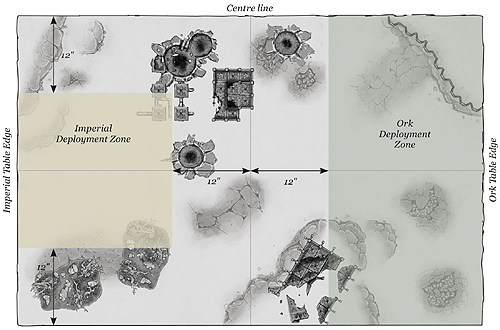 Centre line
12"
Imperial
Deployment Zone
Ork
Deployment
Zone
Imperial Table Edge
Ork Table Edge
12"
12"
12"